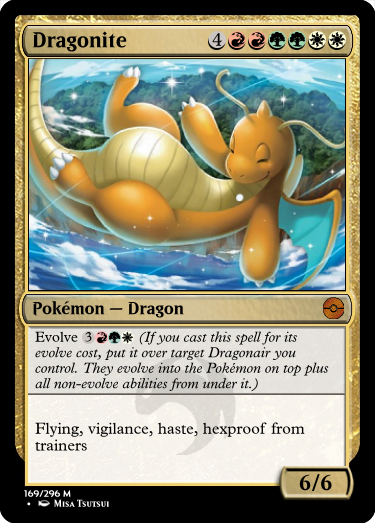 Dragonite 4
Pokémon — Dragon
Evolve 3 (If you cast this spell for its
evolve cost, put it over target Dragonair you
control. They evolve into the Pokémon on top plus
all non-evolve abilities from under it.)
Flying, vigilance, haste, hexproof from
trainers
6/6
169/296 M
• Misa Tsutsui